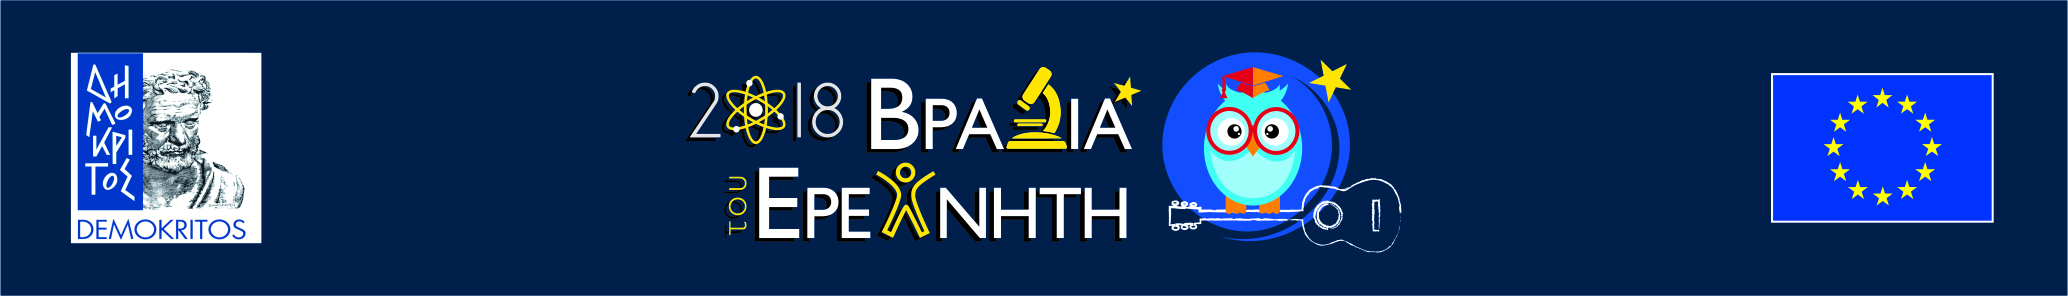 ΔΗ
ΜΟ
ΚΡΙ
ΤΟΣ
DEMOKRITOS
2018 ΒΡΑΔΙΑ
του ΕΡΕΥΝΗΤΗ